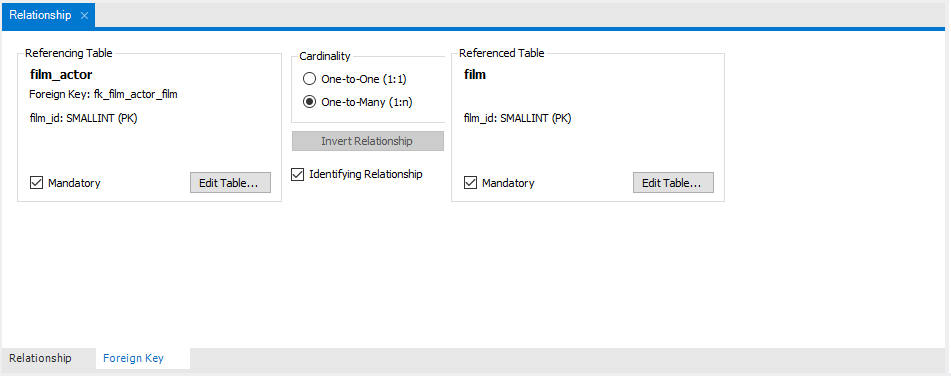 Relationship
Referencing Table
film_actor
Foreign Key: fk_film_actor_film
film_id: SMALLINT (PK)
Mandatory
Edit Table...
Cardinality
One-to-One (1:1)
One-to-Many (1:n)
Invert Relationship
Identifying Relationship
Referenced Table
film
film_id: SMALLINT (PK)
Mandatory
Edit Table...
Relationship
Foreign Key